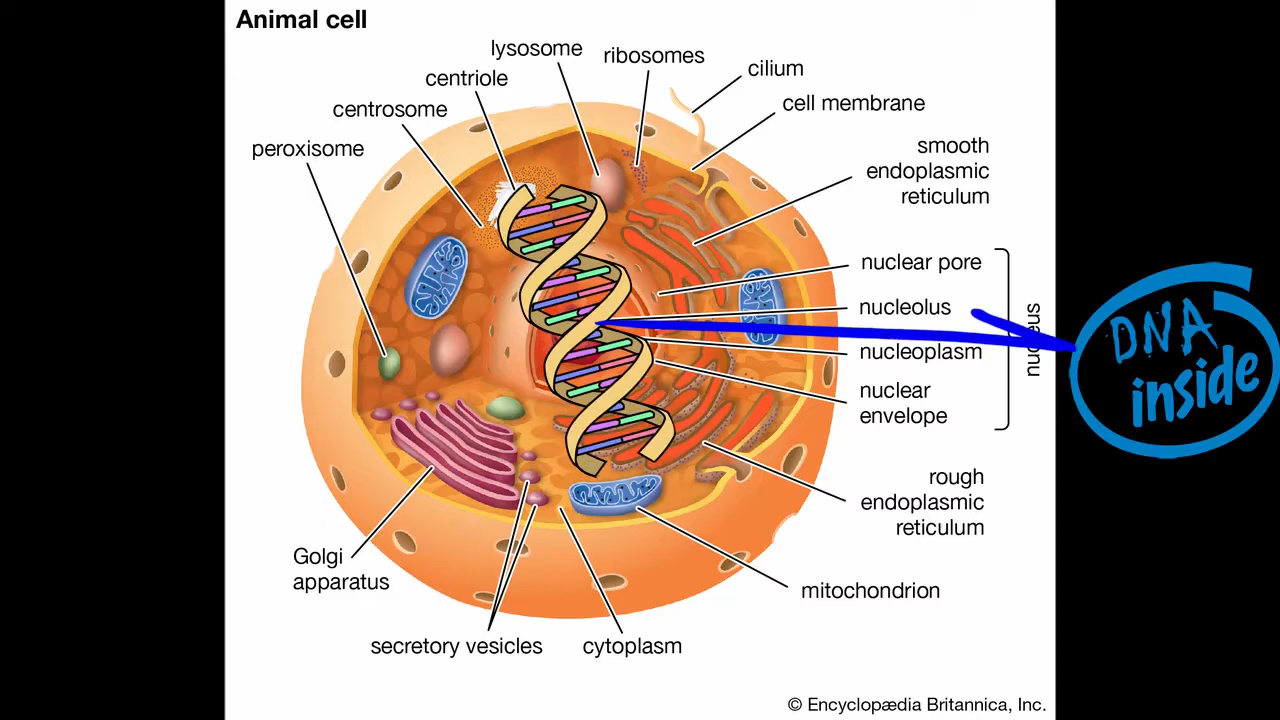 Animal cell
lysosome
ribosomes
centriole
cilium
centrosome
cell membrane
peroxisome
smooth
endoplasmic
reticulum
nuclear pore
nucleolus
nucleoplasm
nuclear
envelope
nucleus
DNA
inside
rough
endoplasmic
reticulum
Golgi
apparatus
mitochondrion
secretory vesicles
cytoplasm
© Encyclopædia Britannica, Inc.